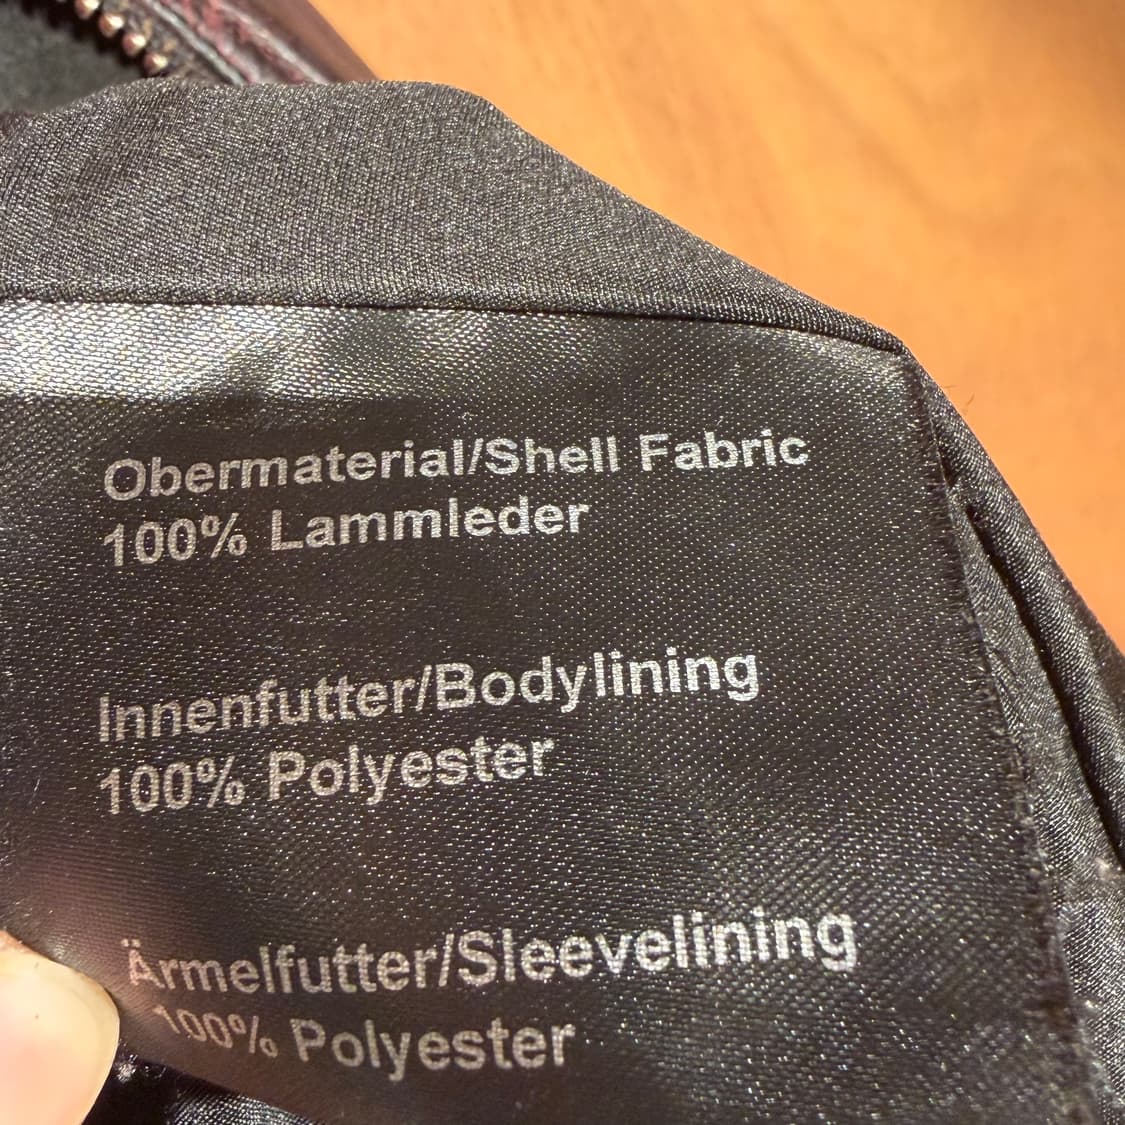 Obermaterial/Shell Fabric
100% Lammleder
Innenfutter/Bodylining
100% Polyester
Ärmelfutter/Sleevelining
100% Polyester